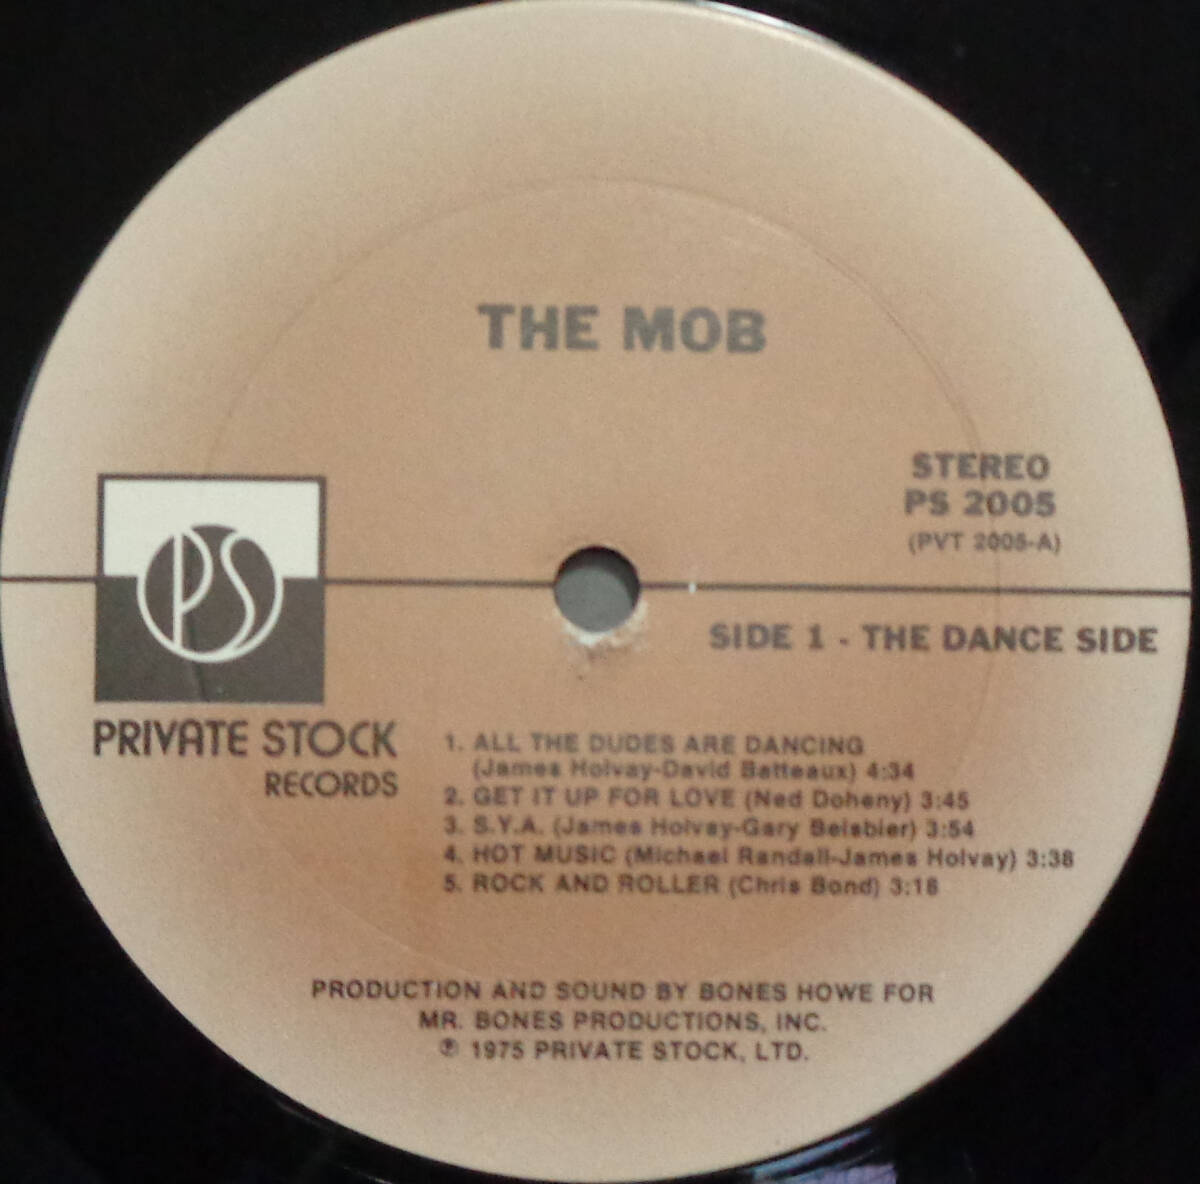 THE MOB
STEREO
PS 2005
(PVT 2005-A)
PS
SIDE 1 - THE DANCE SIDE
PRIVATE STOCK
RECORDS
1. ALL THE DUDES ARE DANCING
(James Holvay-David Batteaux) 4:34
2. GET IT UP FOR LOVE (Ned Doheny) 3:45
3. S.Y.A. (James Holvay-Gary Beisbier) 3:54
4. HOT MUSIC (Michael Randall-James Holvay) 3:38
5. ROCK AND ROLLER (Chris Bond) 3:18
PRODUCTION AND SOUND BY BONES HOWE FOR
MR. BONES PRODUCTIONS, INC.
℗ 1975 PRIVATE STOCK, LTD.